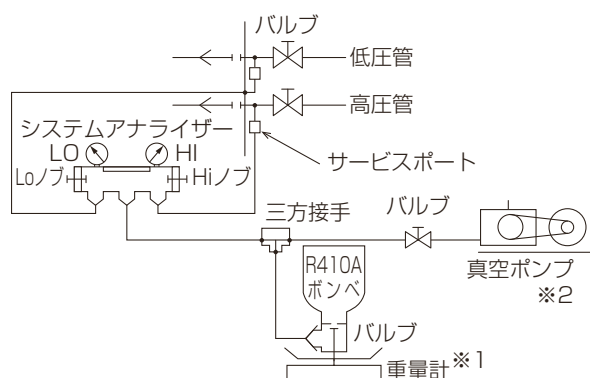 バルブ
低圧管
高圧管
システムアナライザー
LO
HI
Loノブ
Hiノブ
サービスポート
三方接手
バルブ
R410A
ボンベ
真空ポンプ
※2
バルブ
重量計※1